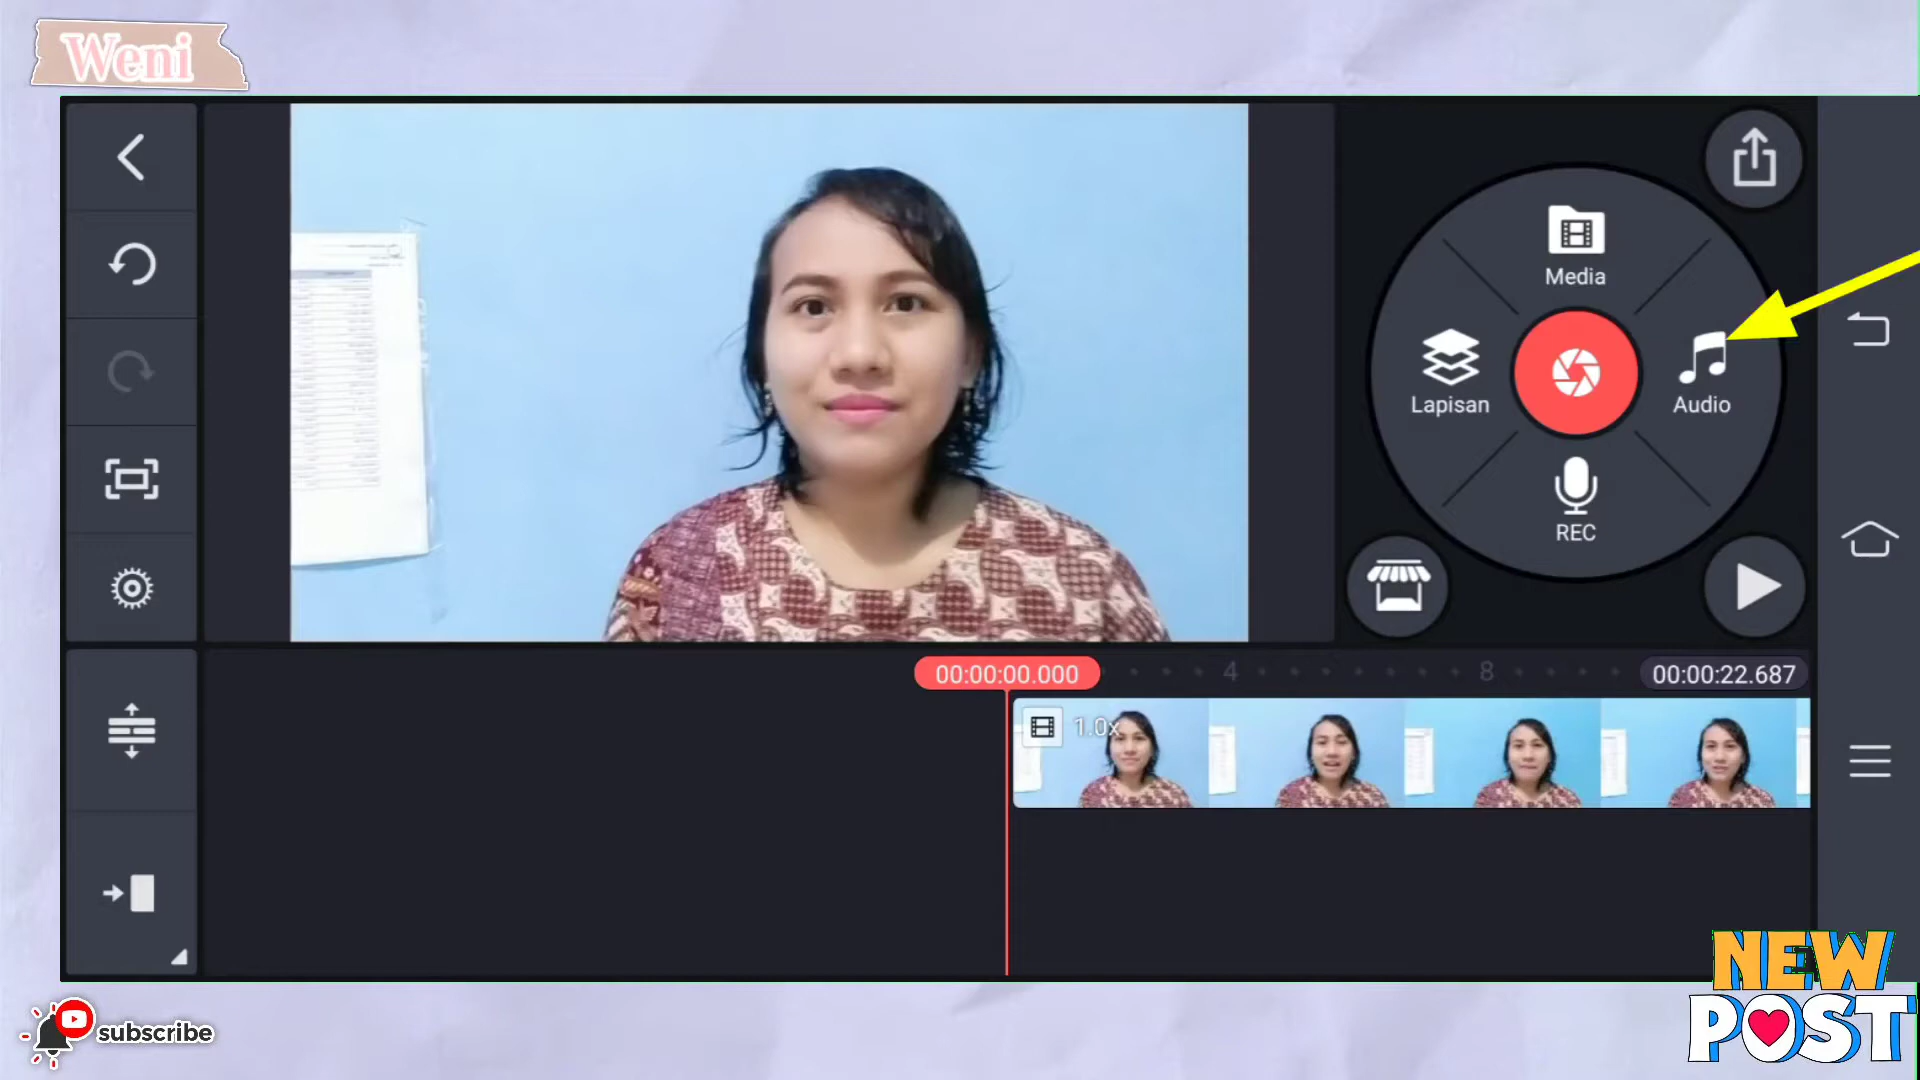 Weni
Media
Lapisan
Audio
REC
00:00:00.000
4
8
00:00:22.687
1.0x
NEW
POST
subscribe